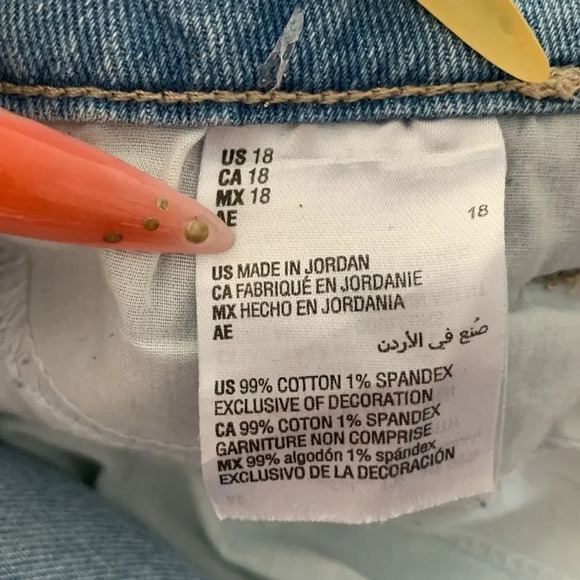 US 18
CA 18
MX 18
AE 18
US MADE IN JORDAN
CA FABRIQUÉ EN JORDANIE
MX HECHO EN JORDANIA
AE
صُنع في الأردن
US 99% COTTON 1% SPANDEX
EXCLUSIVE OF DECORATION
CA 99% COTON 1% SPANDEX
GARNITURE NON COMPRISE
MX 99% algodón 1% spándex
EXCLUSIVO DE LA DECORACIÓN